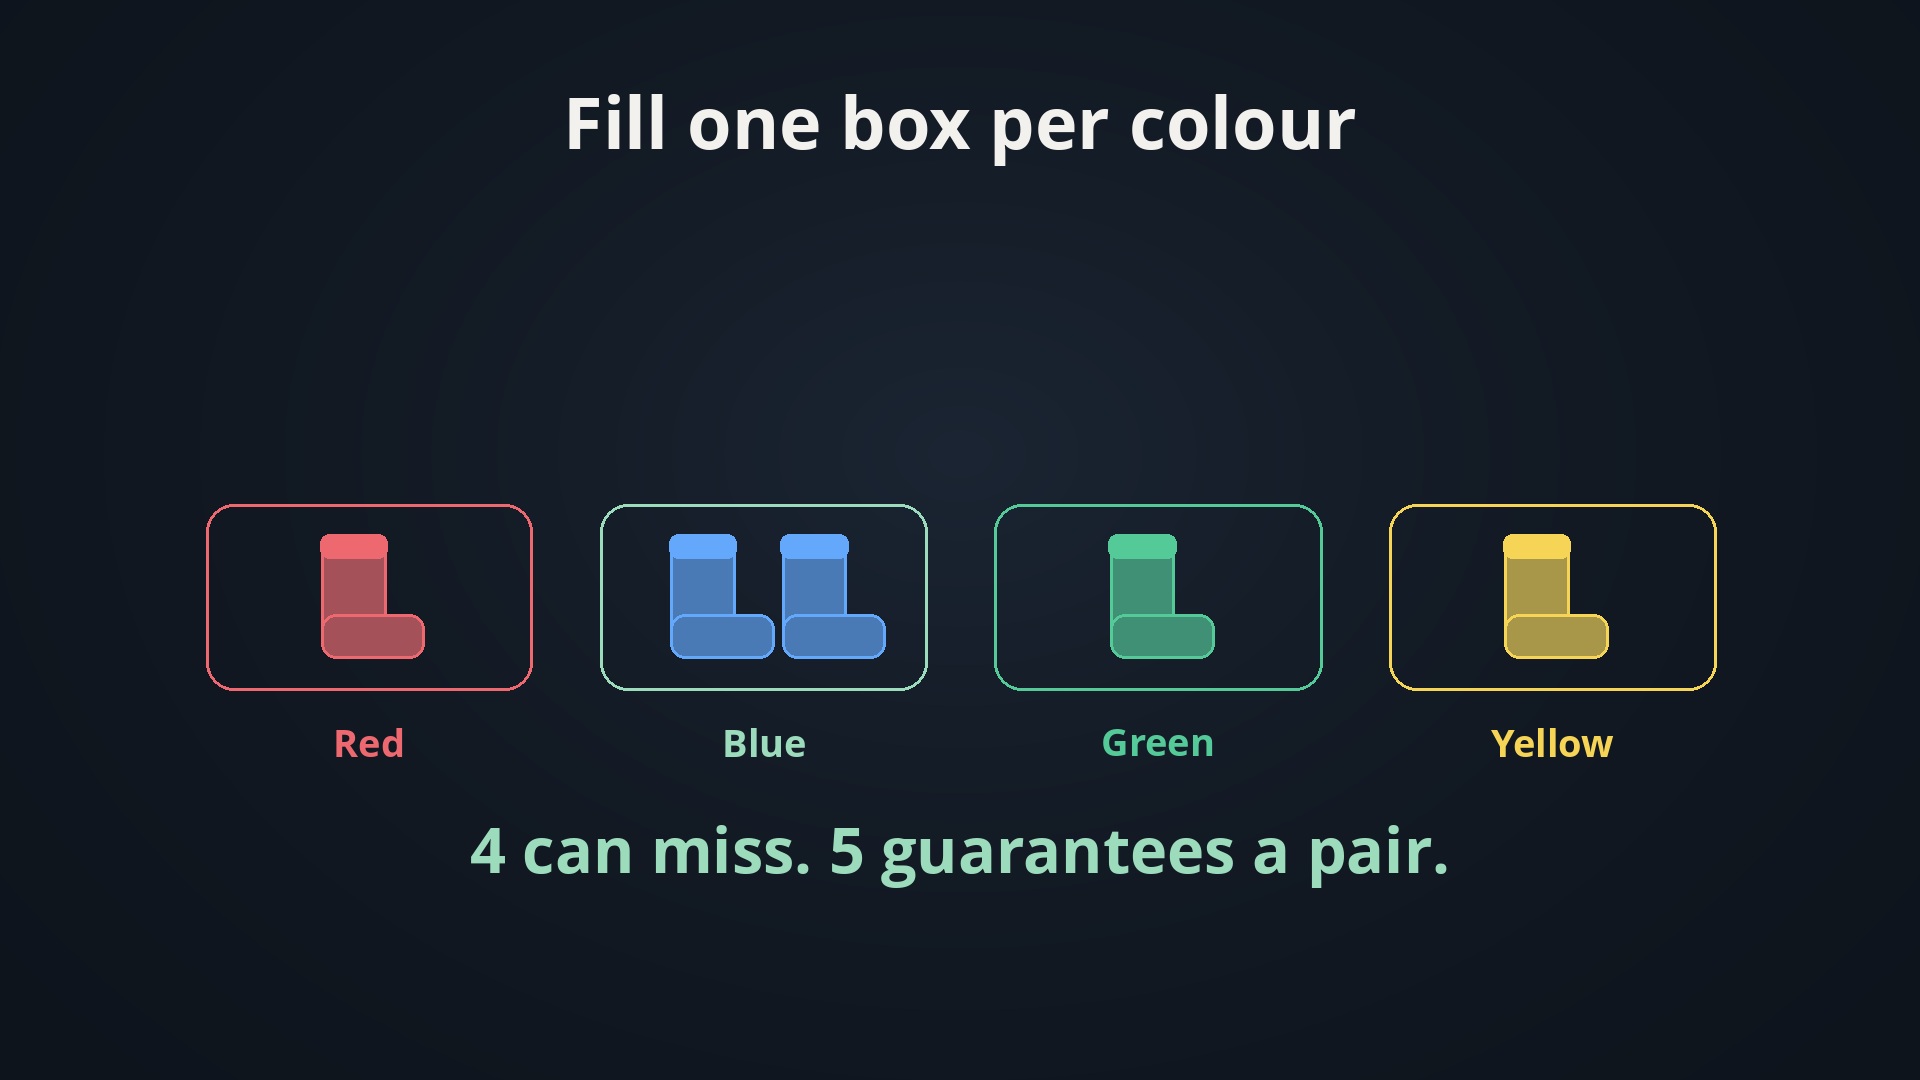 Fill one box per colour
Red
Blue
Green
Yellow
4 can miss. 5 guarantees a pair.